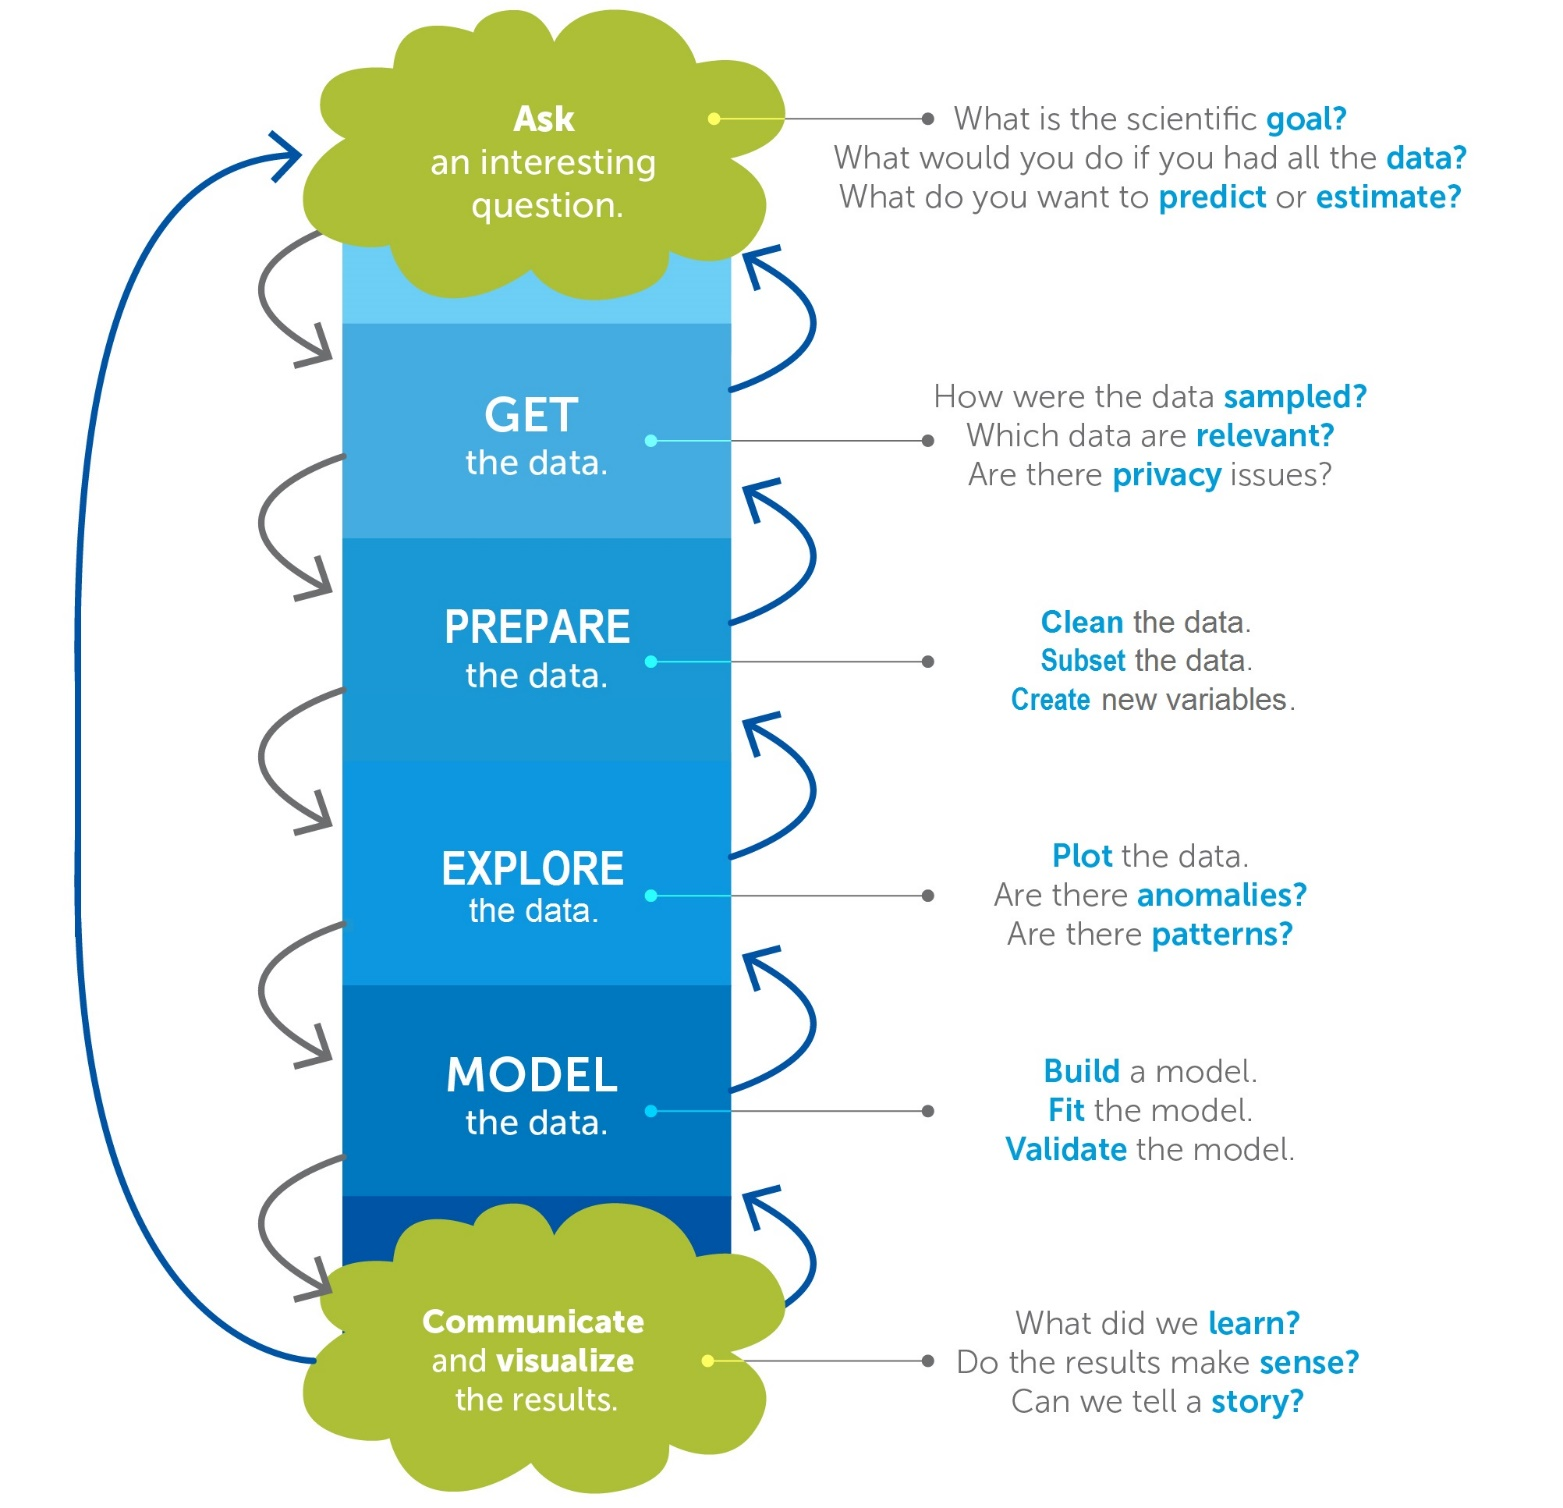 Ask
an interesting
question.
What is the scientific goal?
What would you do if you had all the data?
What do you want to predict or estimate?
GET
the data.
How were the data sampled?
Which data are relevant?
Are there privacy issues?
PREPARE
the data.
Clean the data.
Subset the data.
Create new variables.
EXPLORE
the data.
Plot the data.
Are there anomalies?
Are there patterns?
MODEL
the data.
Build a model.
Fit the model.
Validate the model.
Communicate
and visualize
the results.
What did we learn?
Do the results make sense?
Can we tell a story?